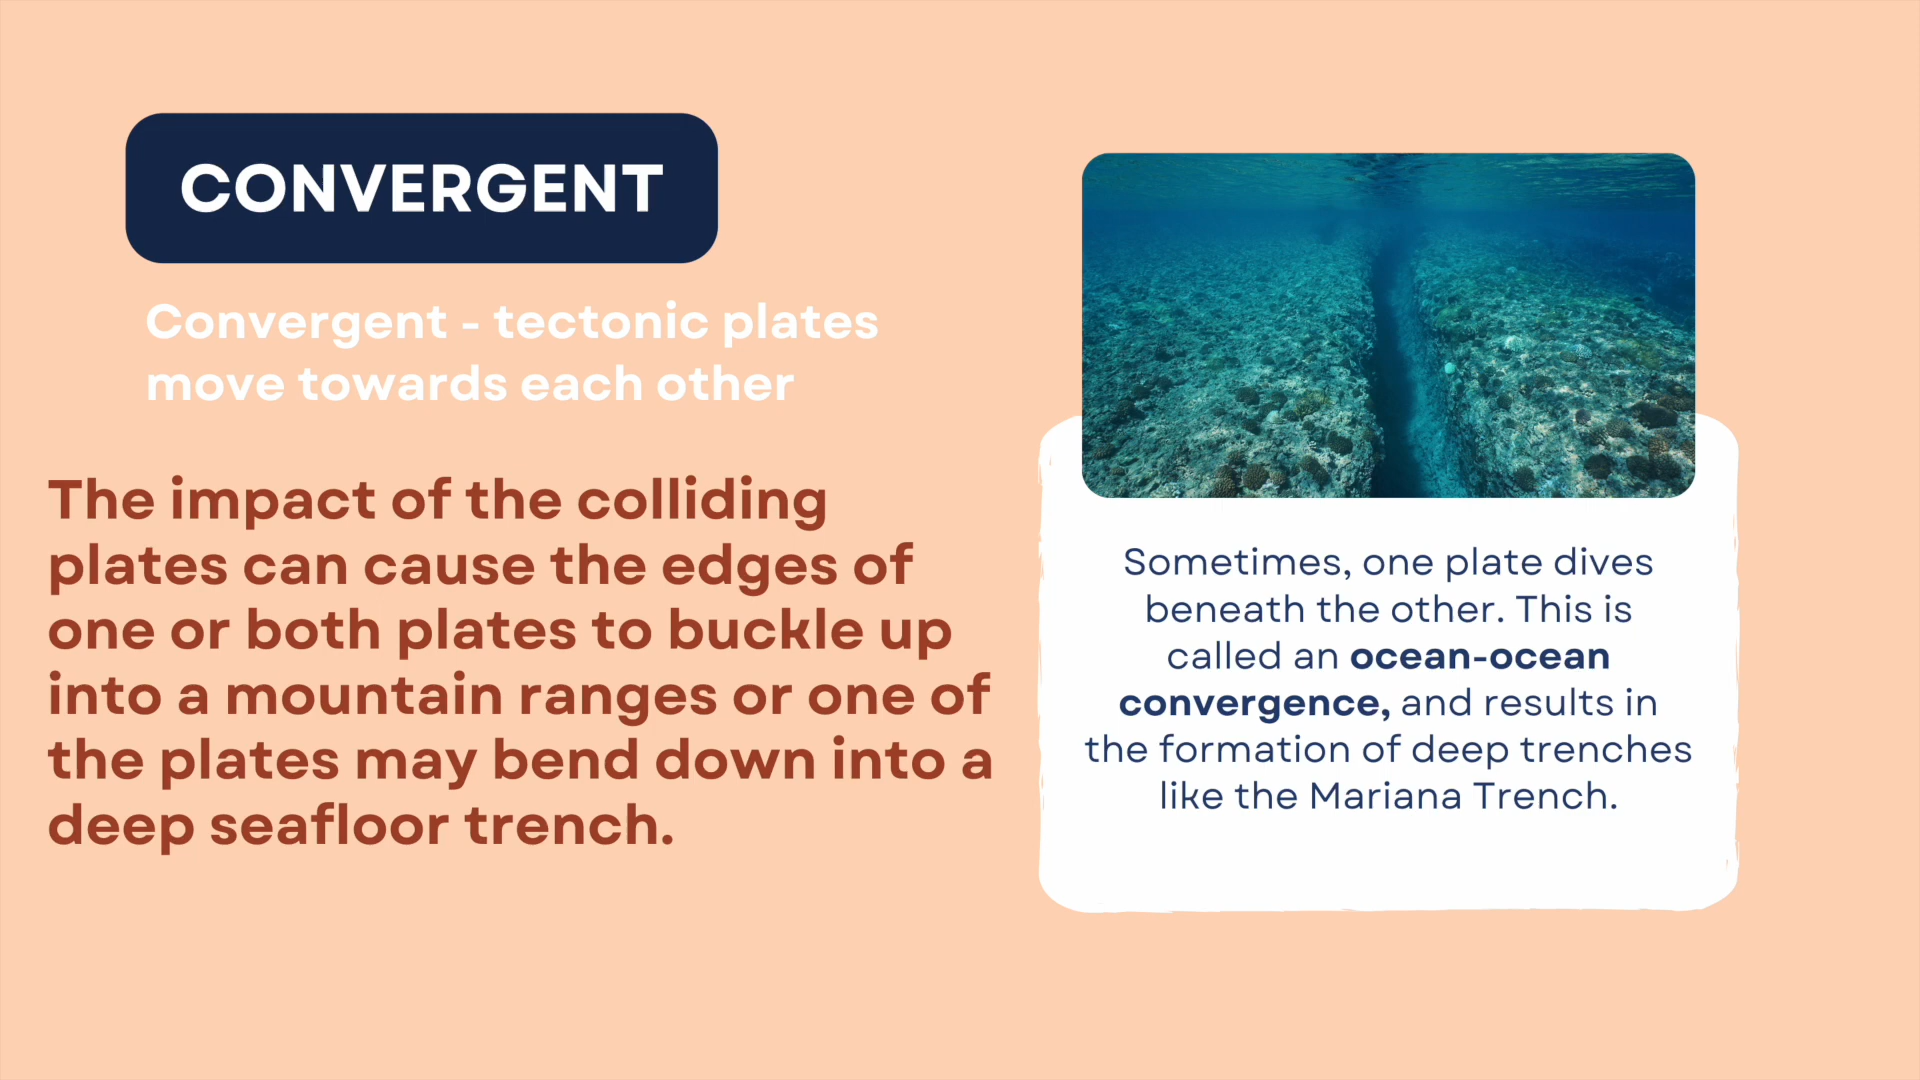 CONVERGENT
Convergent - tectonic plates
move towards each other
The impact of the colliding
plates can cause the edges of
one or both plates to buckle up
into a mountain ranges or one of
the plates may bend down into a
deep seafloor trench.
Sometimes, one plate dives
beneath the other. This is
called an ocean-ocean
convergence, and results in
the formation of deep trenches
like the Mariana Trench.